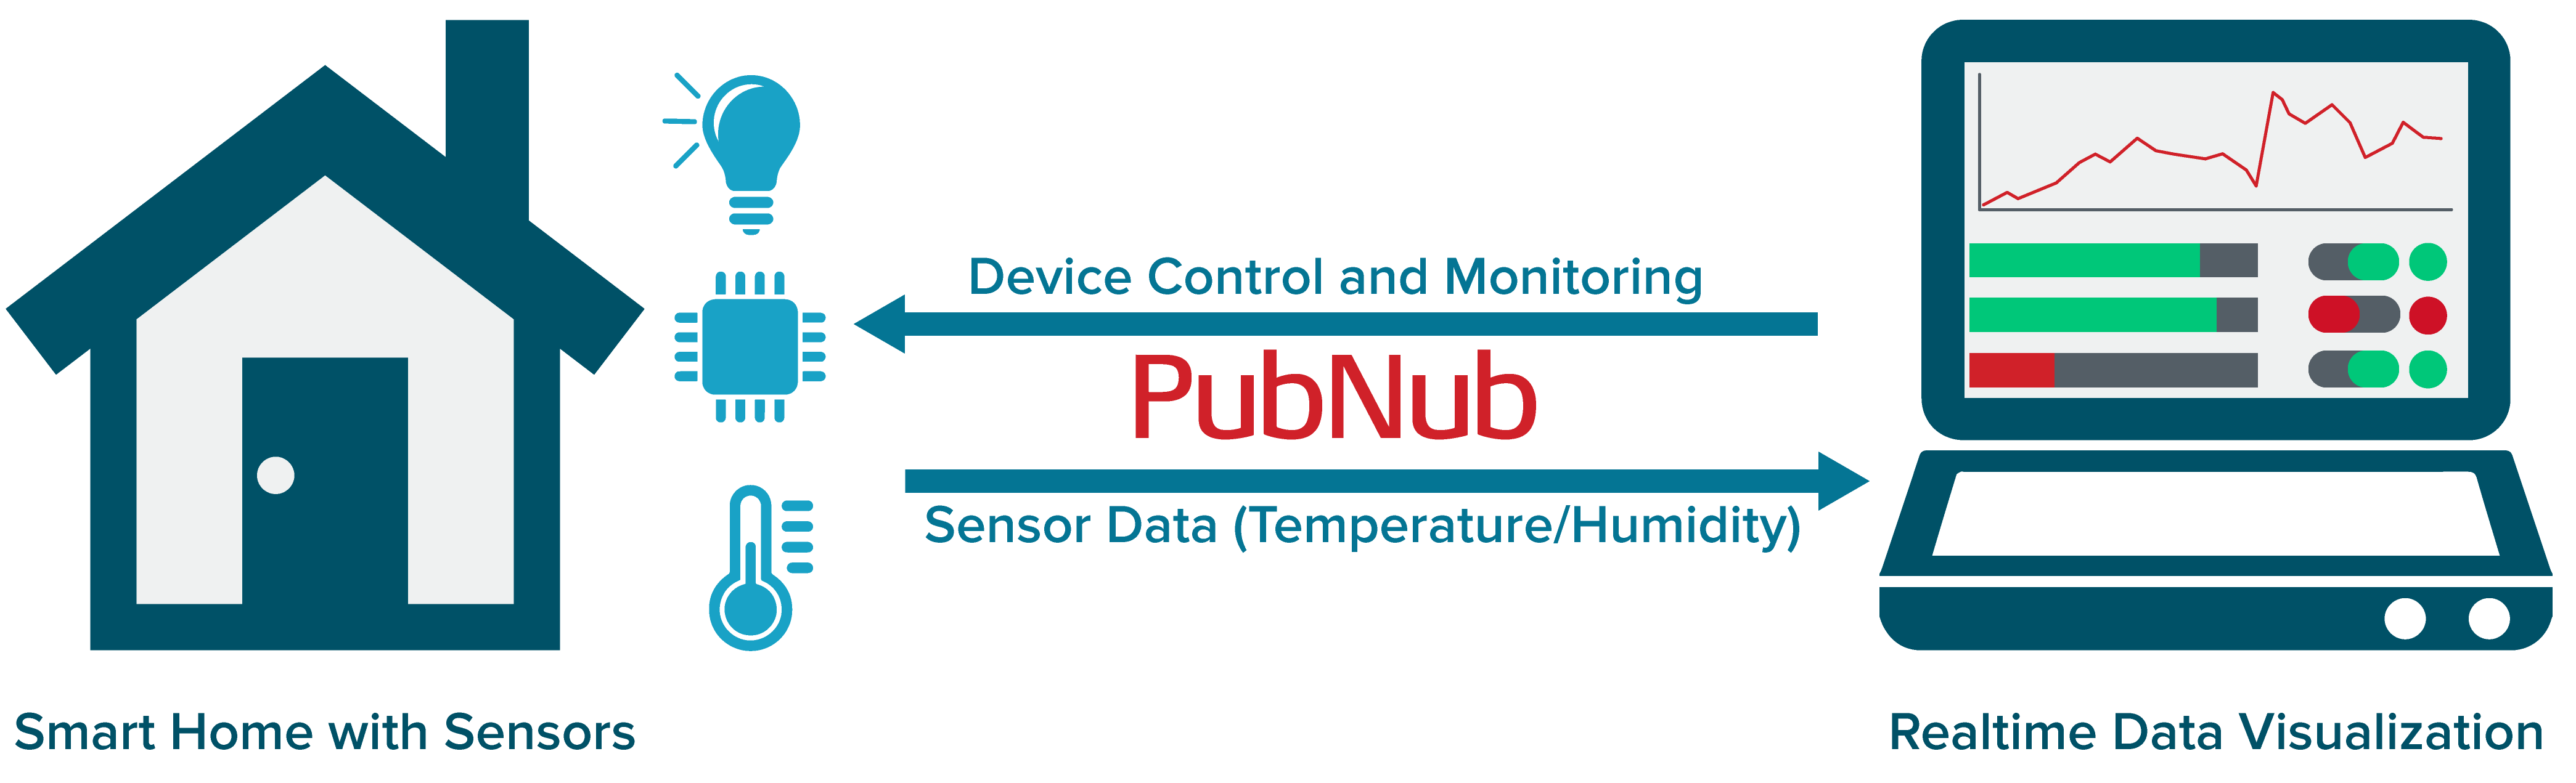 Device Control and Monitoring
PubNub
Sensor Data (Temperature/Humidity)
Smart Home with Sensors
Realtime Data Visualization